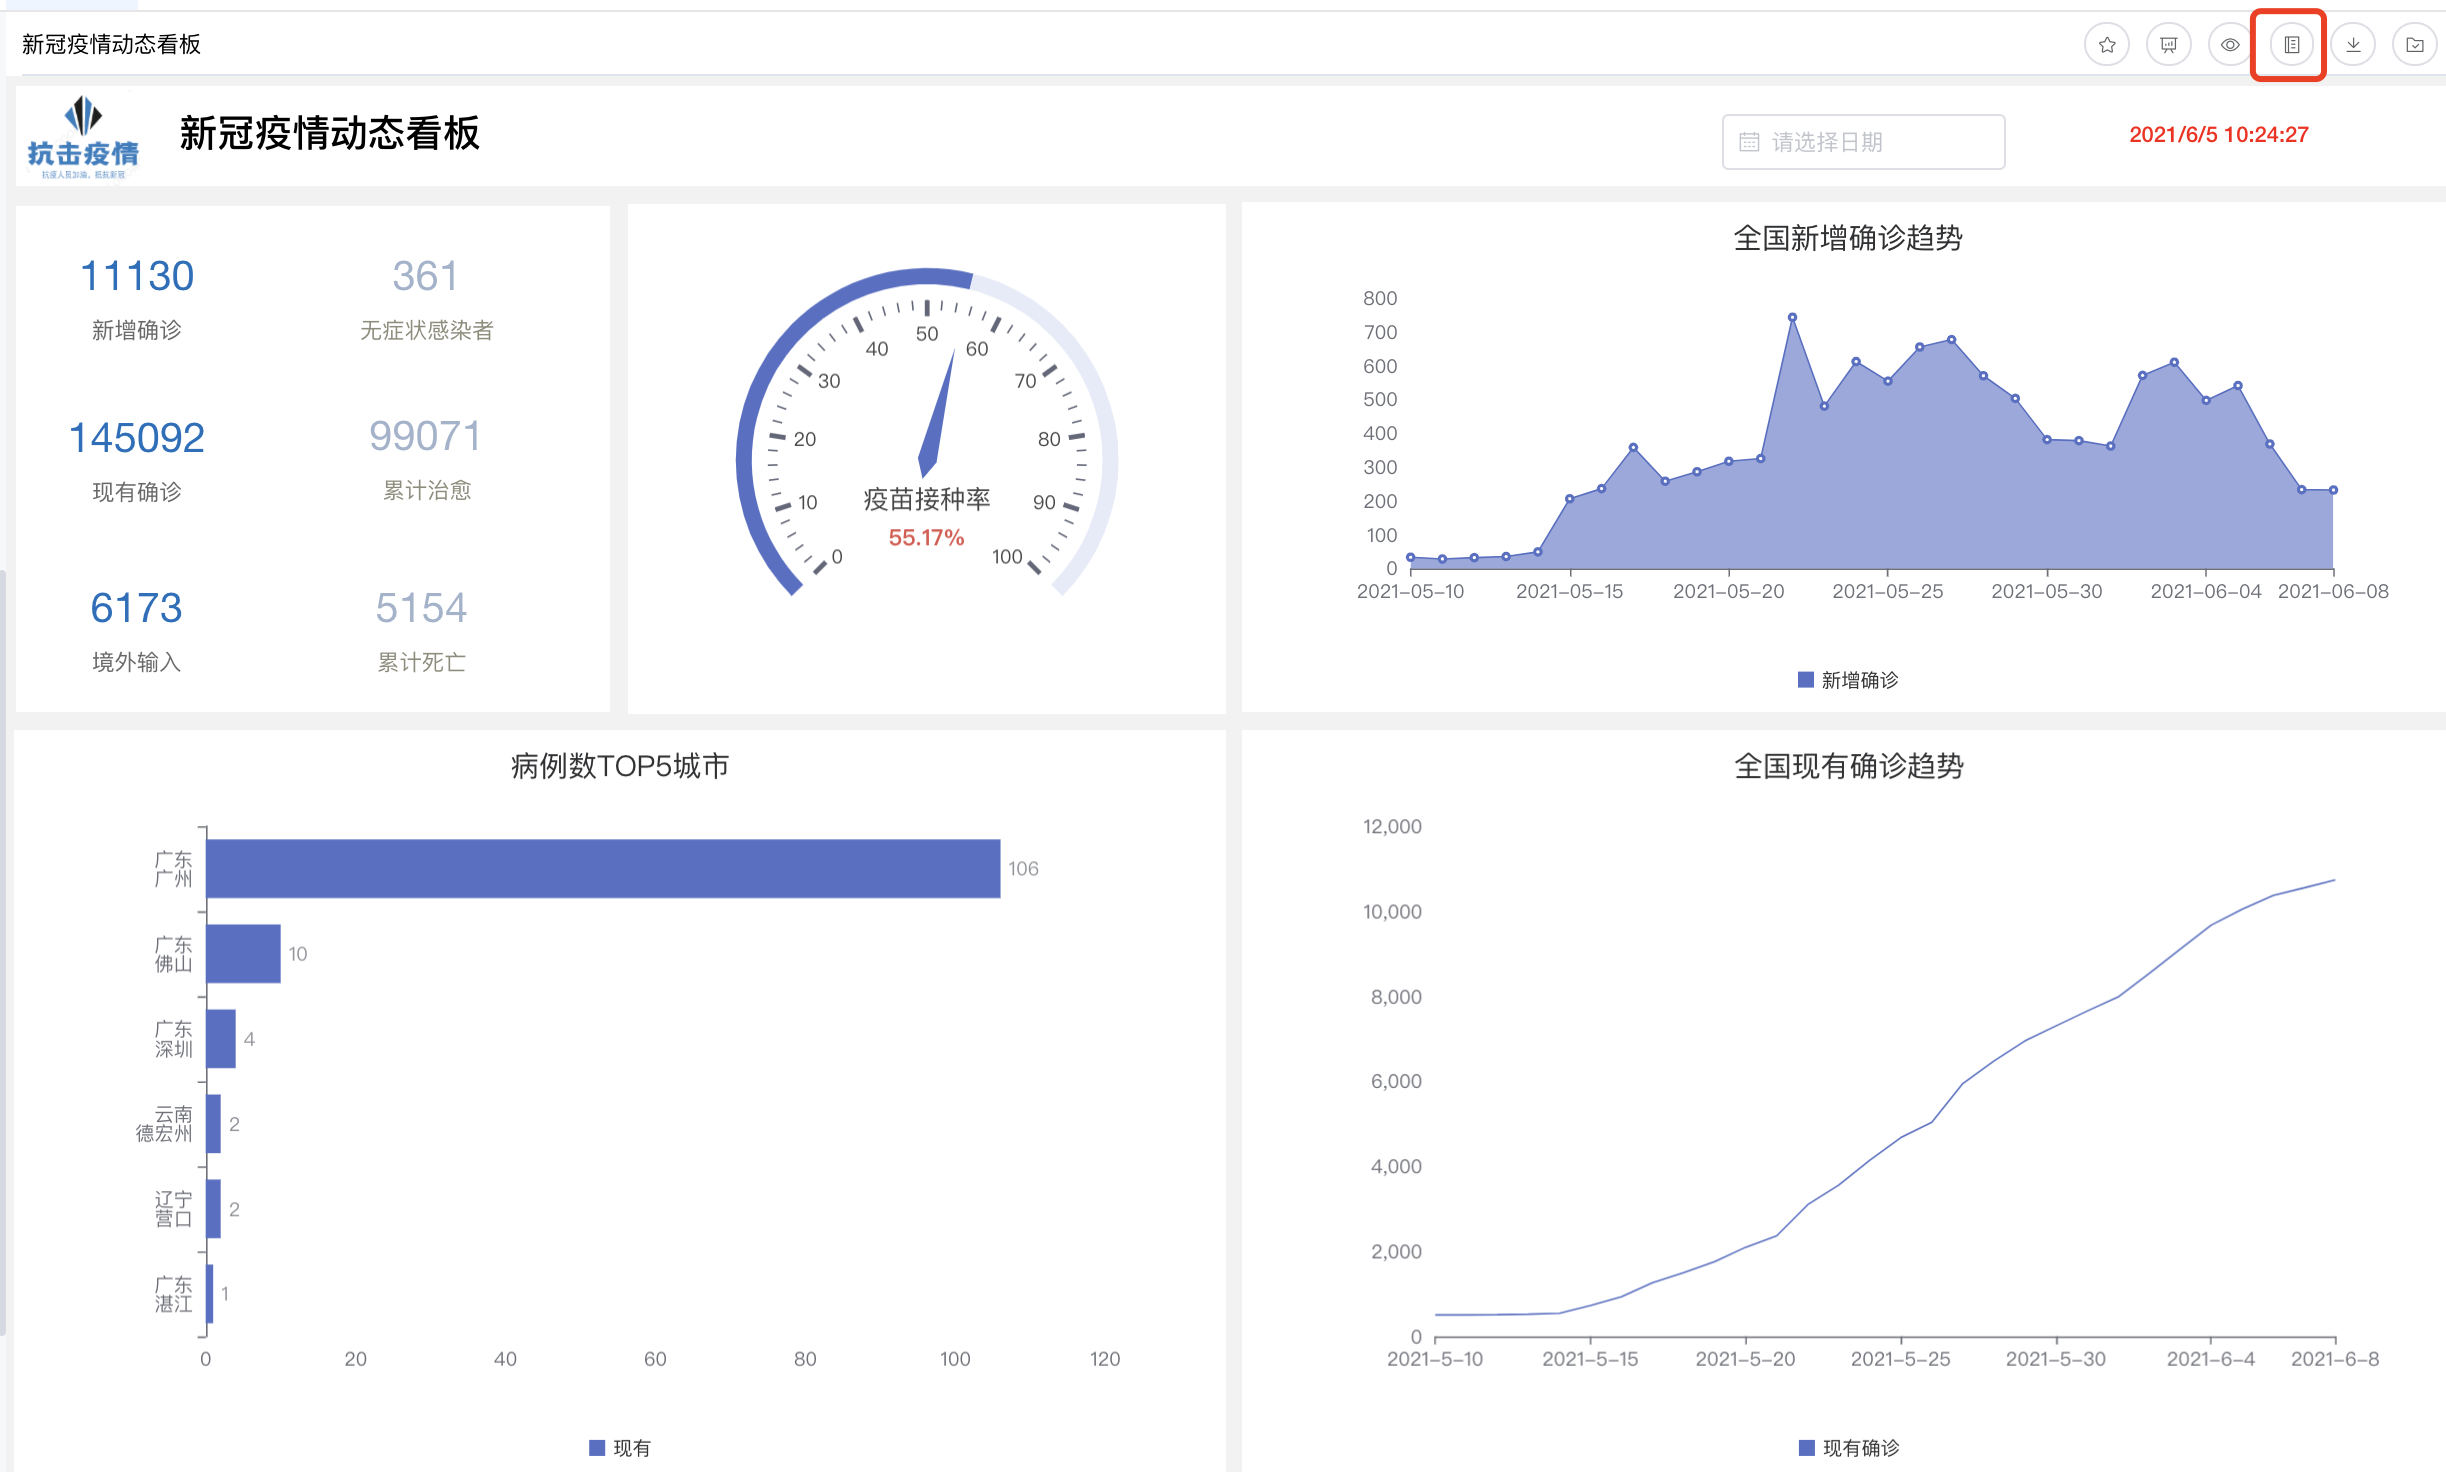 新冠疫情动态看板
抗击疫情
抗疫人员加油，抵抗新冠
新冠疫情动态看板
请选择日期
2021/6/5 10:24:27
11130
新增确诊
361
无症状感染者
145092
现有确诊
99071
累计治愈
6173
境外输入
5154
累计死亡
0
10
20
30
40
50
60
70
80
90
100
疫苗接种率
55.17%
全国新增确诊趋势
800
700
600
500
400
300
200
100
0
2021-05-10
2021-05-15
2021-05-20
2021-05-25
2021-05-30
2021-06-04
2021-06-08
新增确诊
病例数TOP5城市
广东
广州
106
广东
佛山
10
广东
深圳
4
云南
德宏州
2
辽宁
营口
2
广东
湛江
1
0
20
40
60
80
100
120
现有
全国现有确诊趋势
12,000
10,000
8,000
6,000
4,000
2,000
0
2021-5-10
2021-5-15
2021-5-20
2021-5-25
2021-5-30
2021-6-4
2021-6-8
现有确诊